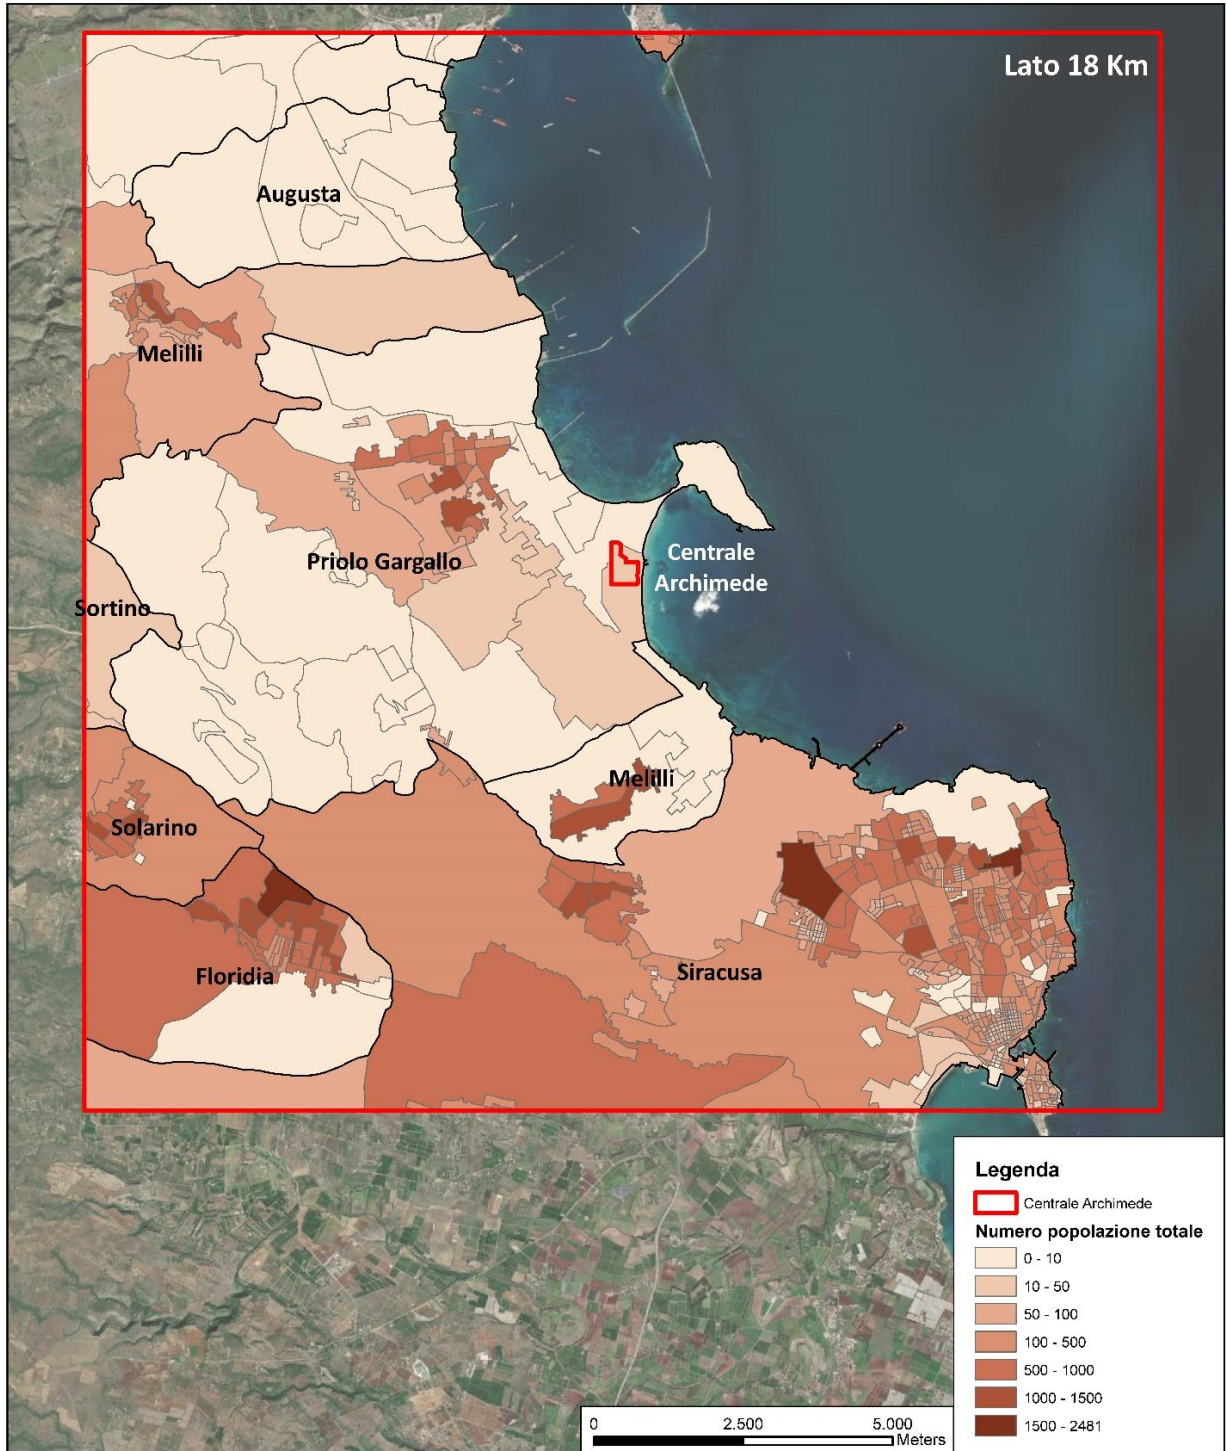 Lato 18 Km
Augusta
Melilli
Centrale
Archimede
Priolo Gargallo
Sortino
Melilli
Solarino
Siracusa
Floridia
Legenda
Centrale Archimede
Numero popolazione totale
0 - 10
10 - 50
50 - 100
100 - 500
500 - 1000
1000 - 1500
1500 - 2481
0 2.500 5.000
Meters